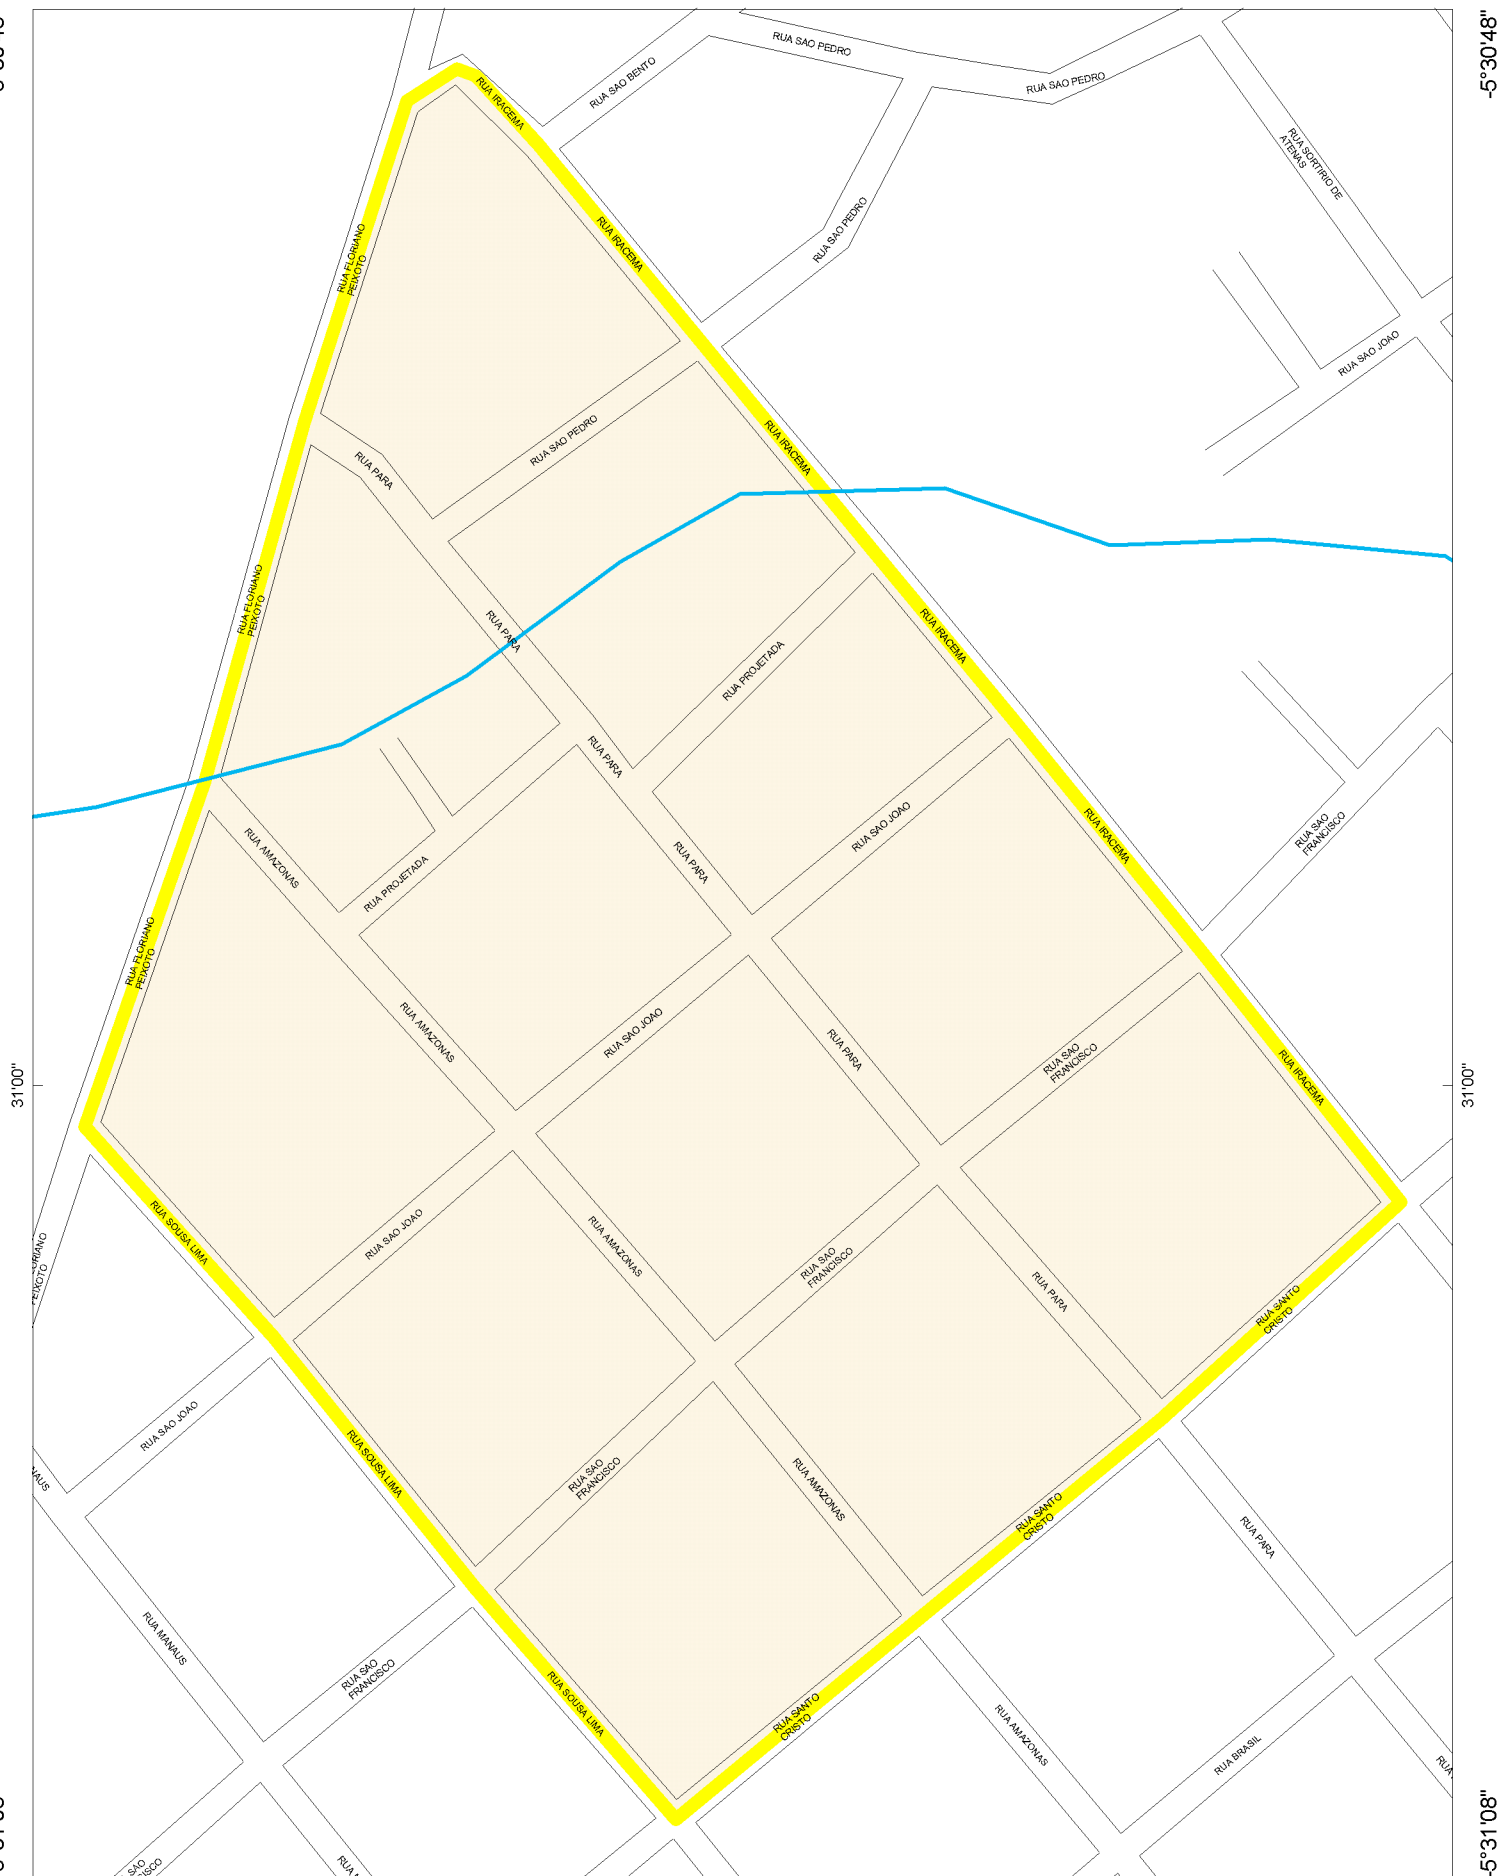 -5°30'48"
RUA SAO PEDRO
RUA SAO BENTO
RUA SAO PEDRO
RUA IRACEMA
RUA SORTIRIO DE
ATENAS
RUA SAO PEDRO
RUA IRACEMA
RUA FLORIANO
PEIXOTO
RUA SAO JOAO
RUA SAO PEDRO
RUA IRACEMA
RUA PARA
RUA FLORIANO
PEIXOTO
RUA PARA
RUA IRACEMA
RUA PROJETADA
RUA PARA
RUA SAO JOAO
RUA IRACEMA
RUA SAO
FRANCISCO
RUA AMAZONAS
RUA PARA
RUA PROJETADA
RUA FLORIANO
PEIXOTO
RUA AMAZONAS
RUA SAO JOAO
RUA PARA
RUA SAO
FRANCISCO
RUA IRACEMA
31'00"
31'00"
RUA SOUSA LIMA
RUA SAO JOAO
RUA AMAZONAS
RUA SAO
FRANCISCO
ORIANO
PEIXOTO
RUA PARA
RUA SANTO
CRISTO
RUA SAO JOAO
RUA SOUSA LIMA
NAUS
RUA SAO
FRANCISCO
RUA AMAZONAS
RUA SANTO
CRISTO
RUA PARA
RUA MANAUS
RUA SAO
FRANCISCO
RUA SOUSA LIMA
RUA SANTO
CRISTO
RUA AMAZONAS
RUA BRASIL
RUA
-5°31'08"
SAO
ISCO
RUA